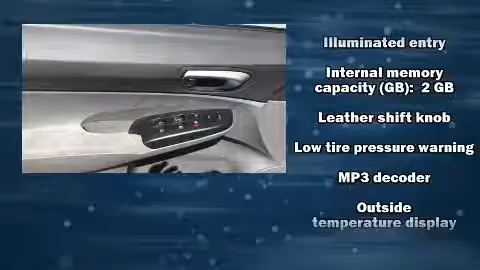 Illuminated entry
Internal memory
capacity (GB):  2 GB
Leather shift knob
Low tire pressure warning
MP3 decoder
Outside
temperature display